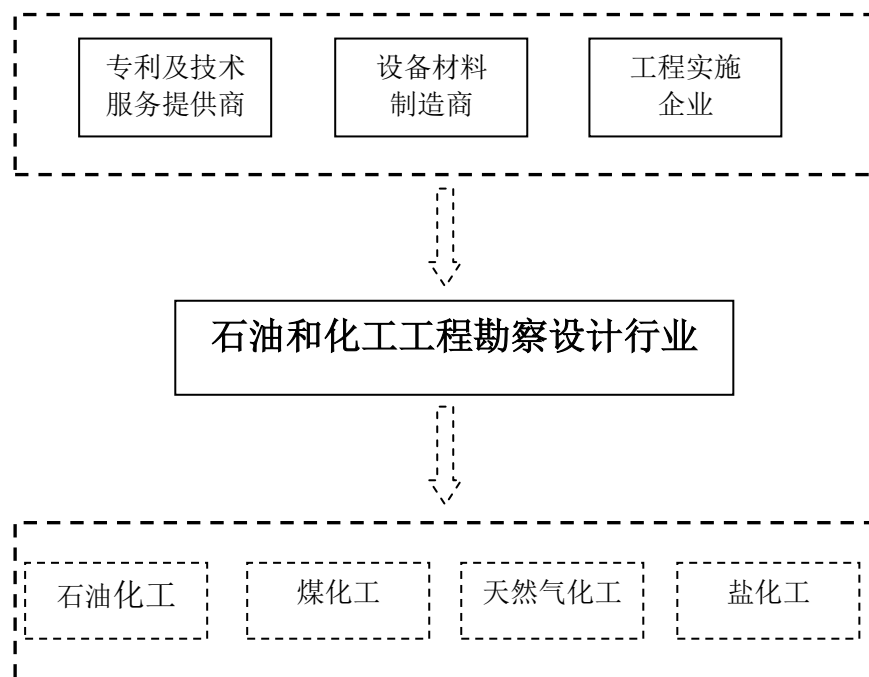 专利及技术
服务提供商
设备材料
制造商
工程实施
企业
石油和化工工程勘察设计行业
石油化工
煤化工
天然气化工
盐化工